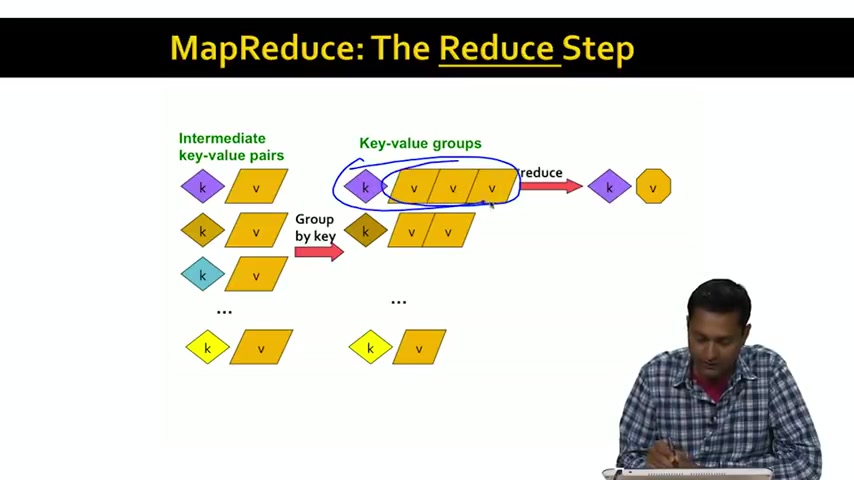 MapReduce: The Reduce Step
Intermediate
key-value pairs
Key-value groups
k v
k v v v
reduce
k v
k v
Group
by key
k v v
k v
...
...
k v
k v